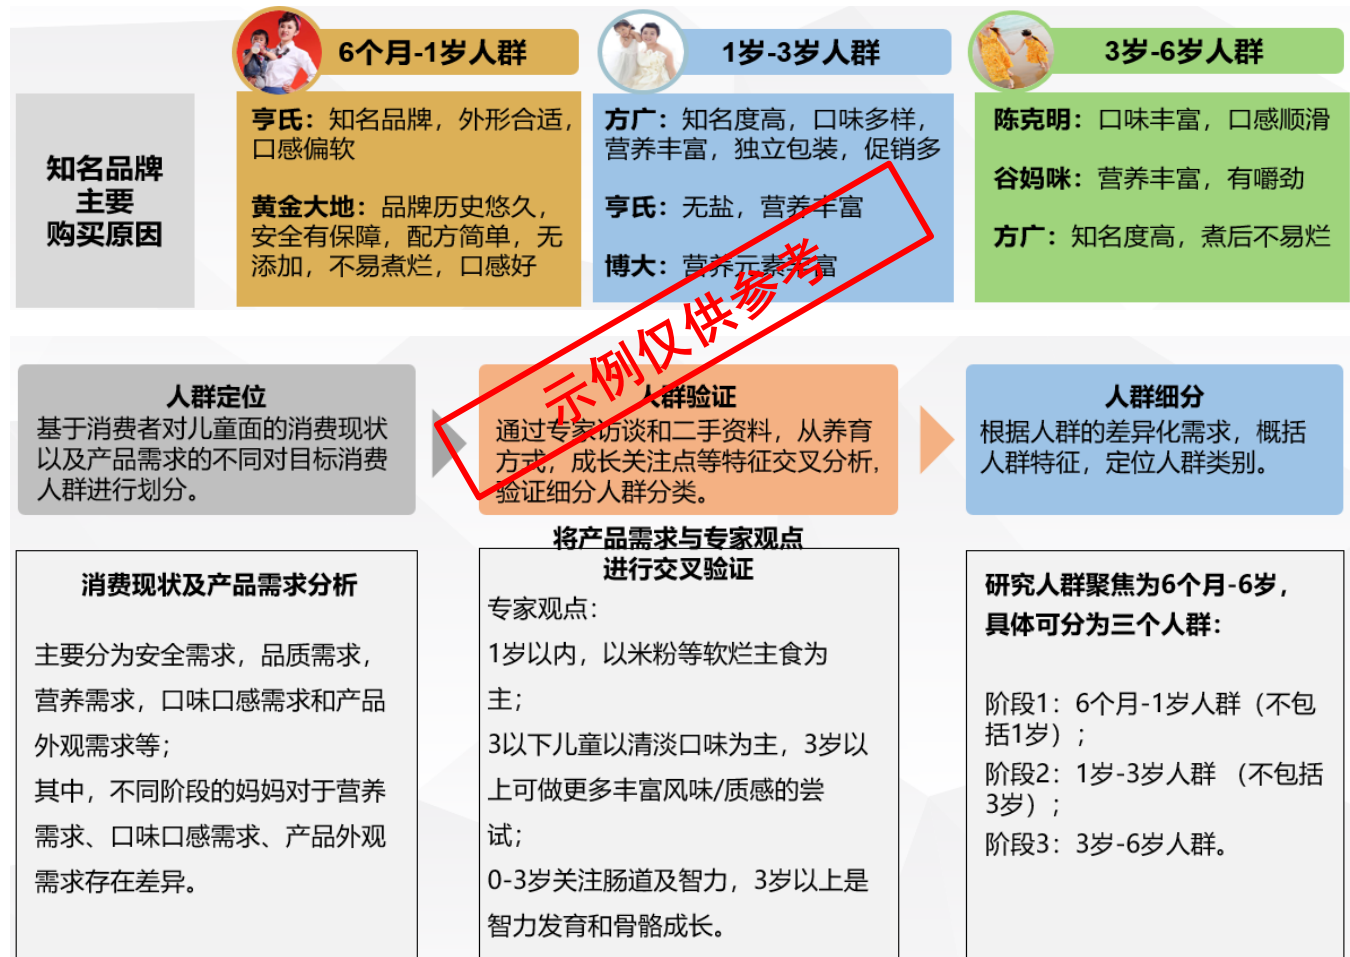 6个月-1岁人群
1岁-3岁人群
3岁-6岁人群
知名品牌
主要
购买原因
亨氏：知名品牌，外形合适，
口感偏软
黄金大地：品牌历史悠久，
安全有保障，配方简单，无
添加，不易煮烂，口感好
方广：知名度高，口味多样，
营养丰富，独立包装，促销多
亨氏：无盐，营养丰富
博大：营养元素丰富
陈克明：口味丰富，口感顺滑
谷妈咪：营养丰富，有嚼劲
方广：知名度高，煮后不易烂
示例仅供参考
人群定位
基于消费者对儿童面的消费现状
以及产品需求的不同对目标消费
人群进行划分。
人群验证
通过专家访谈和二手资料，从养育
方式，成长关注点等特征交叉分析，
验证细分人群分类。
人群细分
根据人群的差异化需求，概括
人群特征，定位人群类别。
消费现状及产品需求分析
主要分为安全需求，品质需求，
营养需求，口味口感需求和产品
外观需求等；
其中，不同阶段的妈妈对于营养
需求、口味口感需求、产品外观
需求存在差异。
将产品需求与专家观点
进行交叉验证
专家观点：
1岁以内，以米粉等软烂主食为
主；
3以下儿童以清淡口味为主，3岁以
上可做更多丰富风味/质感的尝
试；
0-3岁关注肠道及智力，3岁以上是
智力发育和骨骼成长。
研究人群聚焦为6个月-6岁，
具体可分为三个人群：
阶段1：6个月-1岁人群（不包
括1岁）；
阶段2：1岁-3岁人群 （不包括
3岁）；
阶段3：3岁-6岁人群。